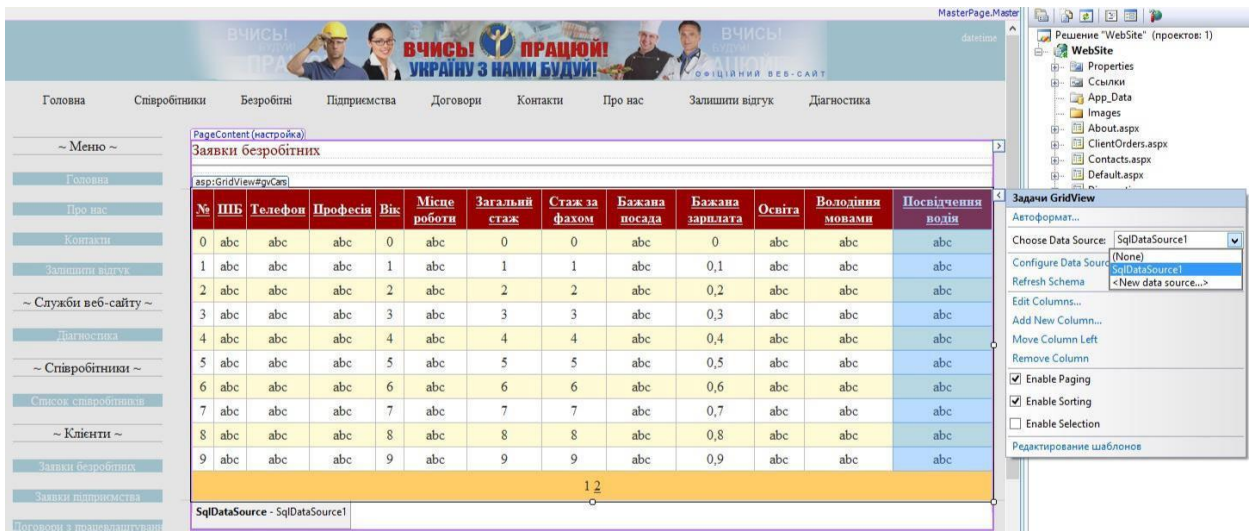 MasterPage.Master
ВЧИСЬ!
ВЧИСЬ! ПРАЦЮЙ!
УКРАЇНУ З НАМИ БУДУЙ!
ВЧИСЬ!
ОФІЦІЙНИЙ ВЕБ-САЙТ
datetime
Головна Співробітники Безробітні Підприємства Договори Контакти Про нас Залишити відгук Діагностика
~ Меню ~
Головна
Про нас
Контакти
Залишити відгук
~ Служби веб-сайту ~
Діагностика
~ Співробітники ~
Список співробітників
~ Клієнти ~
Заявки безробітних
Заявки підприємства
Договори з працевлаштуванн
PageContent (настройка)
Заявки безробітних
asp:GridView#gvCars
№ ПІБ Телефон Професія Вік Місце роботи Загальний стаж Стаж за фахом Бажана посада Бажана зарплата Освіта Володіння мовами Посвідчення водія
0 abc abc abc 0 abc 0 0 abc 0 abc abc abc
1 abc abc abc 1 abc 1 1 abc 0,1 abc abc abc
2 abc abc abc 2 abc 2 2 abc 0,2 abc abc abc
3 abc abc abc 3 abc 3 3 abc 0,3 abc abc abc
4 abc abc abc 4 abc 4 4 abc 0,4 abc abc abc
5 abc abc abc 5 abc 5 5 abc 0,5 abc abc abc
6 abc abc abc 6 abc 6 6 abc 0,6 abc abc abc
7 abc abc abc 7 abc 7 7 abc 0,7 abc abc abc
8 abc abc abc 8 abc 8 8 abc 0,8 abc abc abc
9 abc abc abc 9 abc 9 9 abc 0,9 abc abc abc
1 2
SqlDataSource - SqlDataSource1
Решение "WebSite" (проектов: 1)
WebSite
Properties
Ссылки
App_Data
Images
About.aspx
ClientOrders.aspx
Contacts.aspx
Default.aspx
Задачи GridView
Автоформат...
Choose Data Source: SqlDataSource1
(None)
SqlDataSource1
<New data source...>
Configure Data Sourc
Refresh Schema
Edit Columns...
Add New Column...
Move Column Left
Remove Column
Enable Paging
Enable Sorting
Enable Selection
Редактирование шаблонов